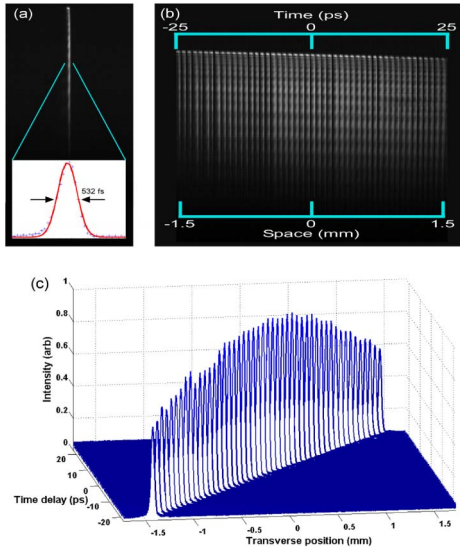 (a)
532 fs
(b)
Time (ps)
-25 0 25
-1.5 0 1.5
Space (mm)
(c)
Intensity (arb)
1
0.8
0.6
0.4
0.2
0
20
10
0
-10
-20
Time delay (ps)
-1.5 -1 -0.5 0 0.5 1 1.5
Transverse position (mm)